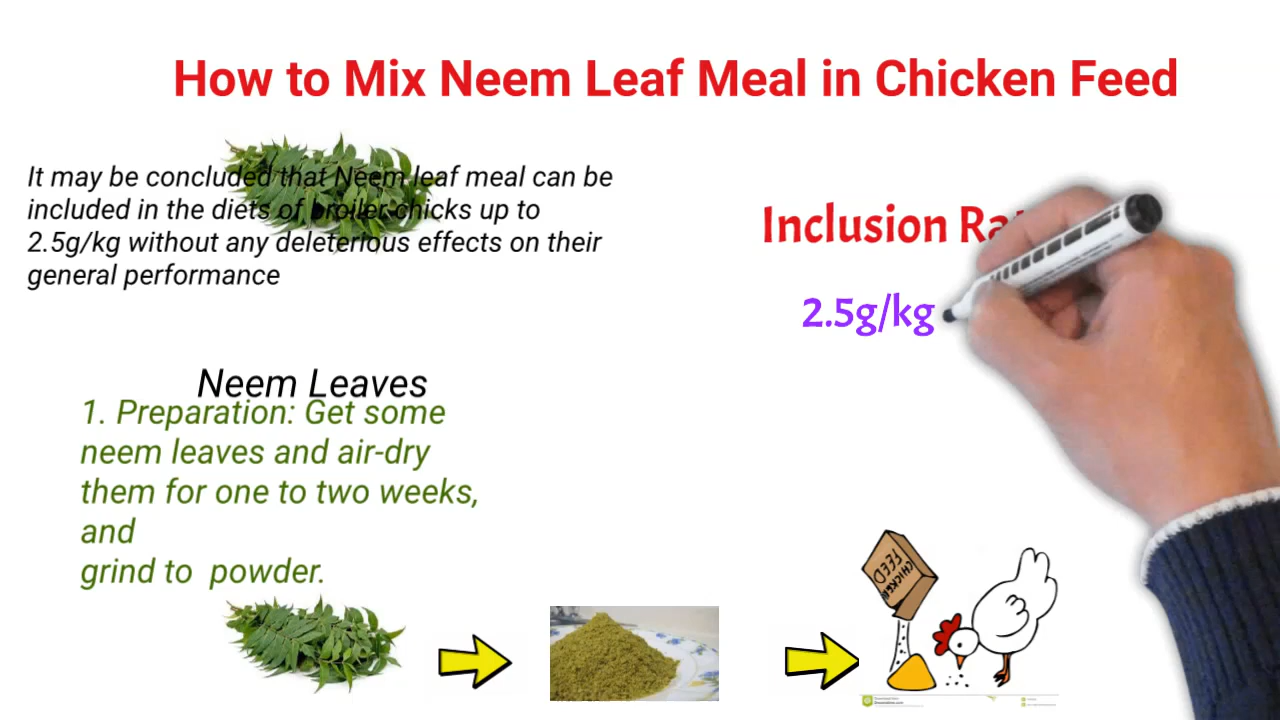 How to Mix Neem Leaf Meal in Chicken Feed
It may be concluded that Neem leaf meal can be
included in the diets of broiler chicks up to
2.5g/kg without any deleterious effects on their
general performance
Inclusion
2.5g/kg
Neem Leaves
1. Preparation: Get some
neem leaves and air-dry
them for one to two weeks,
and
grind to powder.
FEED
CHICKEN